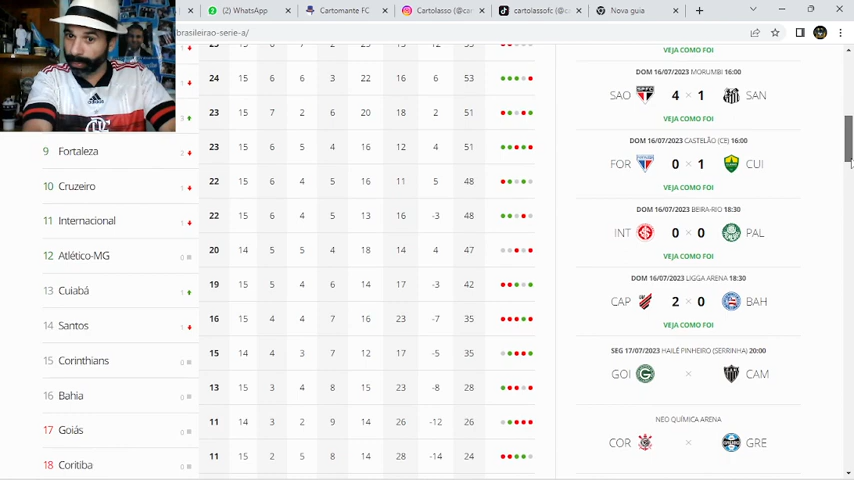 (2) WhatsApp
Cartomante FC
Cartolasso (@ca
cartolassofc (@c
Nova guia
brasileirao-serie-a/
24 15 6 6 3 22 16 6 53
23 15 7 2 6 20 18 2 51
9 Fortaleza 2 23 15 6 5 4 16 12 4 51
10 Cruzeiro 1 22 15 6 4 5 16 11 5 48
11 Internacional 1 22 15 6 4 5 13 16 -3 48
12 Atlético-MG 0 20 14 5 5 4 18 14 4 47
13 Cuiabá 1 19 15 5 4 6 14 17 -3 42
14 Santos 1 16 15 4 4 7 16 23 -7 35
15 Corinthians 0 15 14 4 3 7 12 17 -5 35
16 Bahia 0 13 15 3 4 8 15 23 -8 28
17 Goiás 0 11 14 3 2 9 14 26 -12 26
18 Coritiba 0 11 15 2 5 8 14 28 -14 24
VEJA COMO FOI
DOM 16/07/2023 MORUMBI 16:00
SAO 4 × 1 SAN
VEJA COMO FOI
DOM 16/07/2023 CASTELÃO (CE) 16:00
FOR 0 × 1 CUI
VEJA COMO FOI
DOM 16/07/2023 BEIRA-RIO 18:30
INT 0 × 0 PAL
VEJA COMO FOI
DOM 16/07/2023 LIGGA ARENA 18:30
CAP 2 × 0 BAH
VEJA COMO FOI
SEG 17/07/2023 HAILÉ PINHEIRO (SERRINHA) 20:00
GOI × CAM
NEO QUÍMICA ARENA
COR × GRE